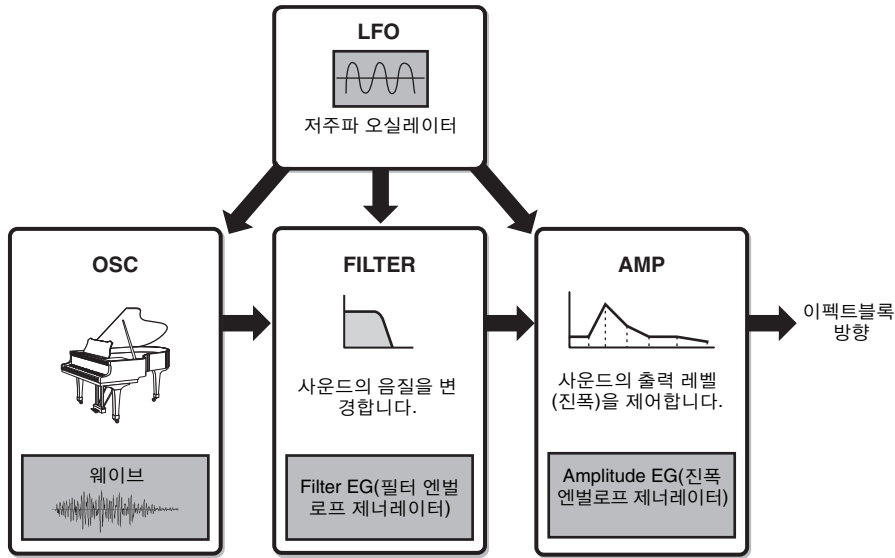 LFO
저주파 오실레이터
OSC
웨이브
FILTER
사운드의 음질을 변
경합니다.
Filter EG(필터 엔벌
로프 제너레이터)
AMP
사운드의 출력 레벨
(진폭)을 제어합니다.
Amplitude EG(진폭
엔벌로프 제너레이터)
이펙트블록
방향